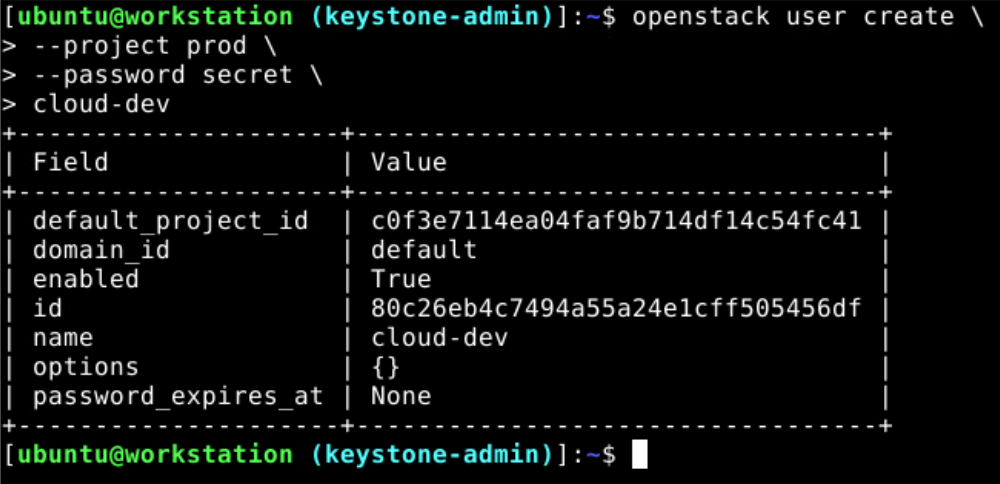 [ubuntu@workstation (keystone-admin)]:~$ openstack user create \
> --project prod \
> --password secret \
> cloud-dev
+---------------------+----------------------------------+
| Field               | Value                            |
+---------------------+----------------------------------+
| default_project_id  | c0f3e7114ea04faf9b714df14c54fc41 |
| domain_id           | default                          |
| enabled             | True                             |
| id                  | 80c26eb4c7494a55a24e1cff505456df |
| name                | cloud-dev                        |
| options             | {}                               |
| password_expires_at | None                             |
+---------------------+----------------------------------+
[ubuntu@workstation (keystone-admin)]:~$